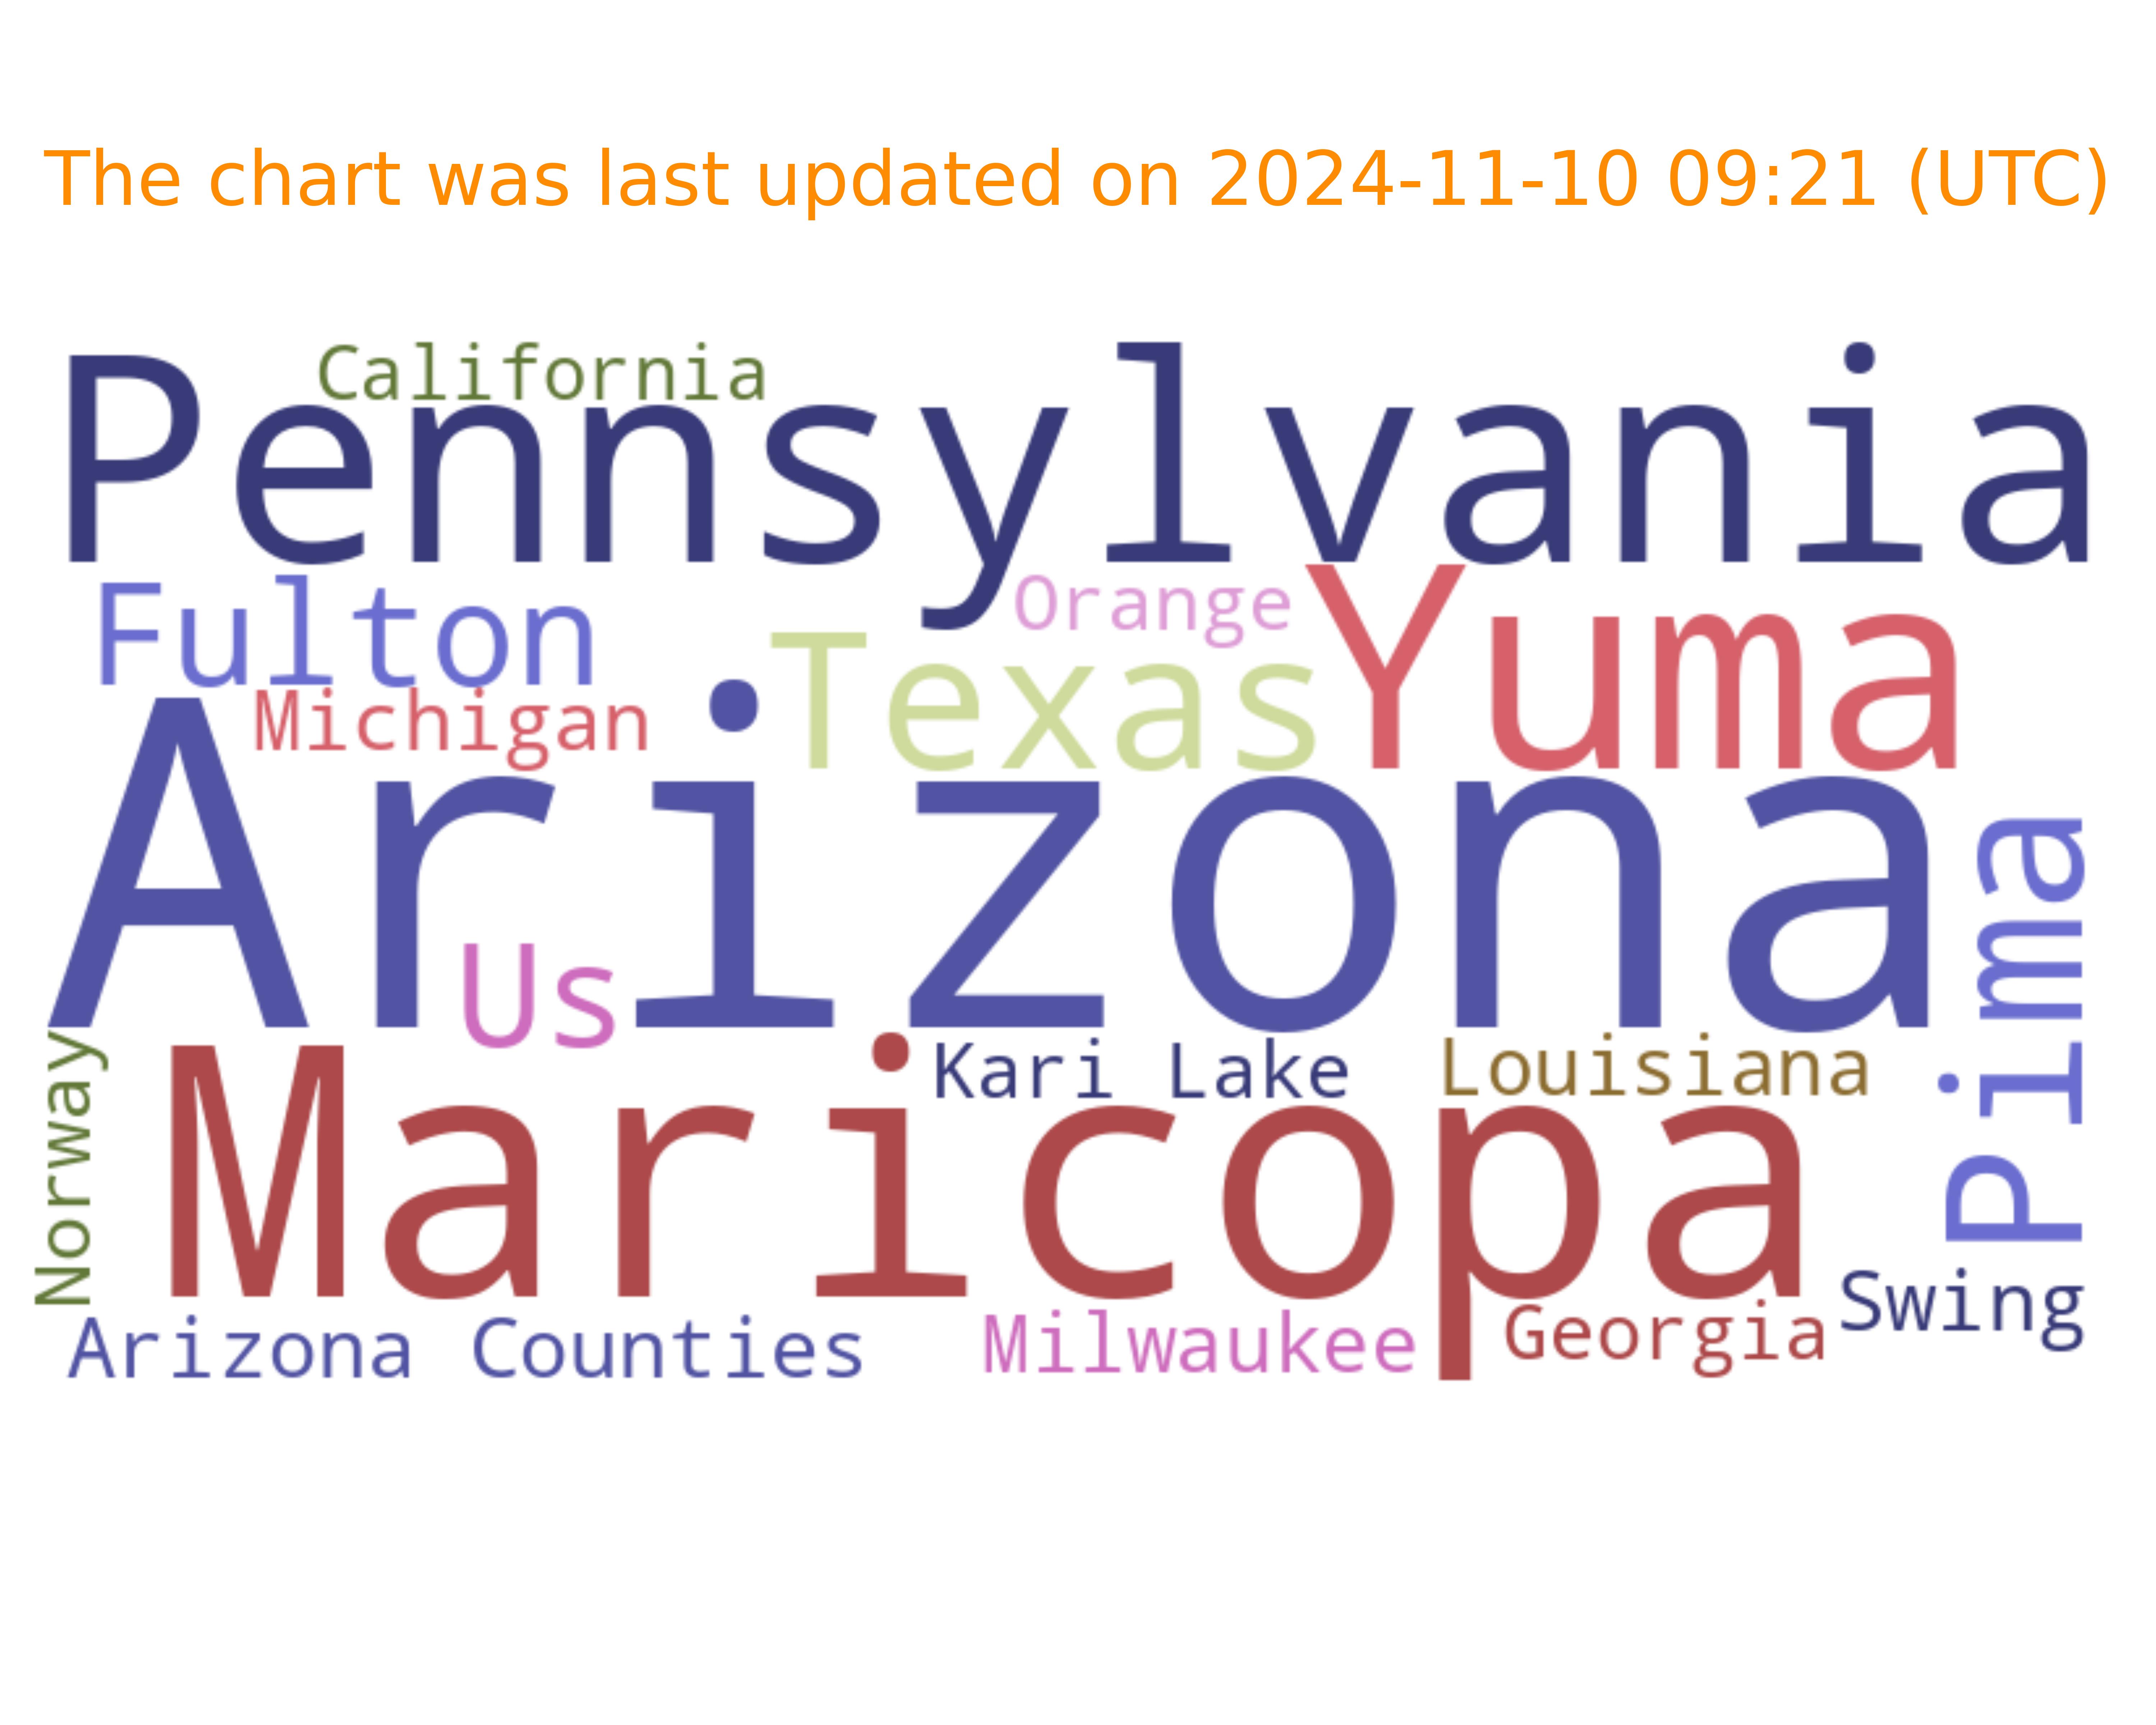 The chart was last updated on 2024-11-10 09:21 (UTC)
California
Pennsylvania
Fulton
Orange
Yuma
Texas
Michigan
Arizona
Pima
Us
Norway
Kari Lake
Louisiana
Maricopa
Swing
Arizona Counties
Milwaukee
Georgia